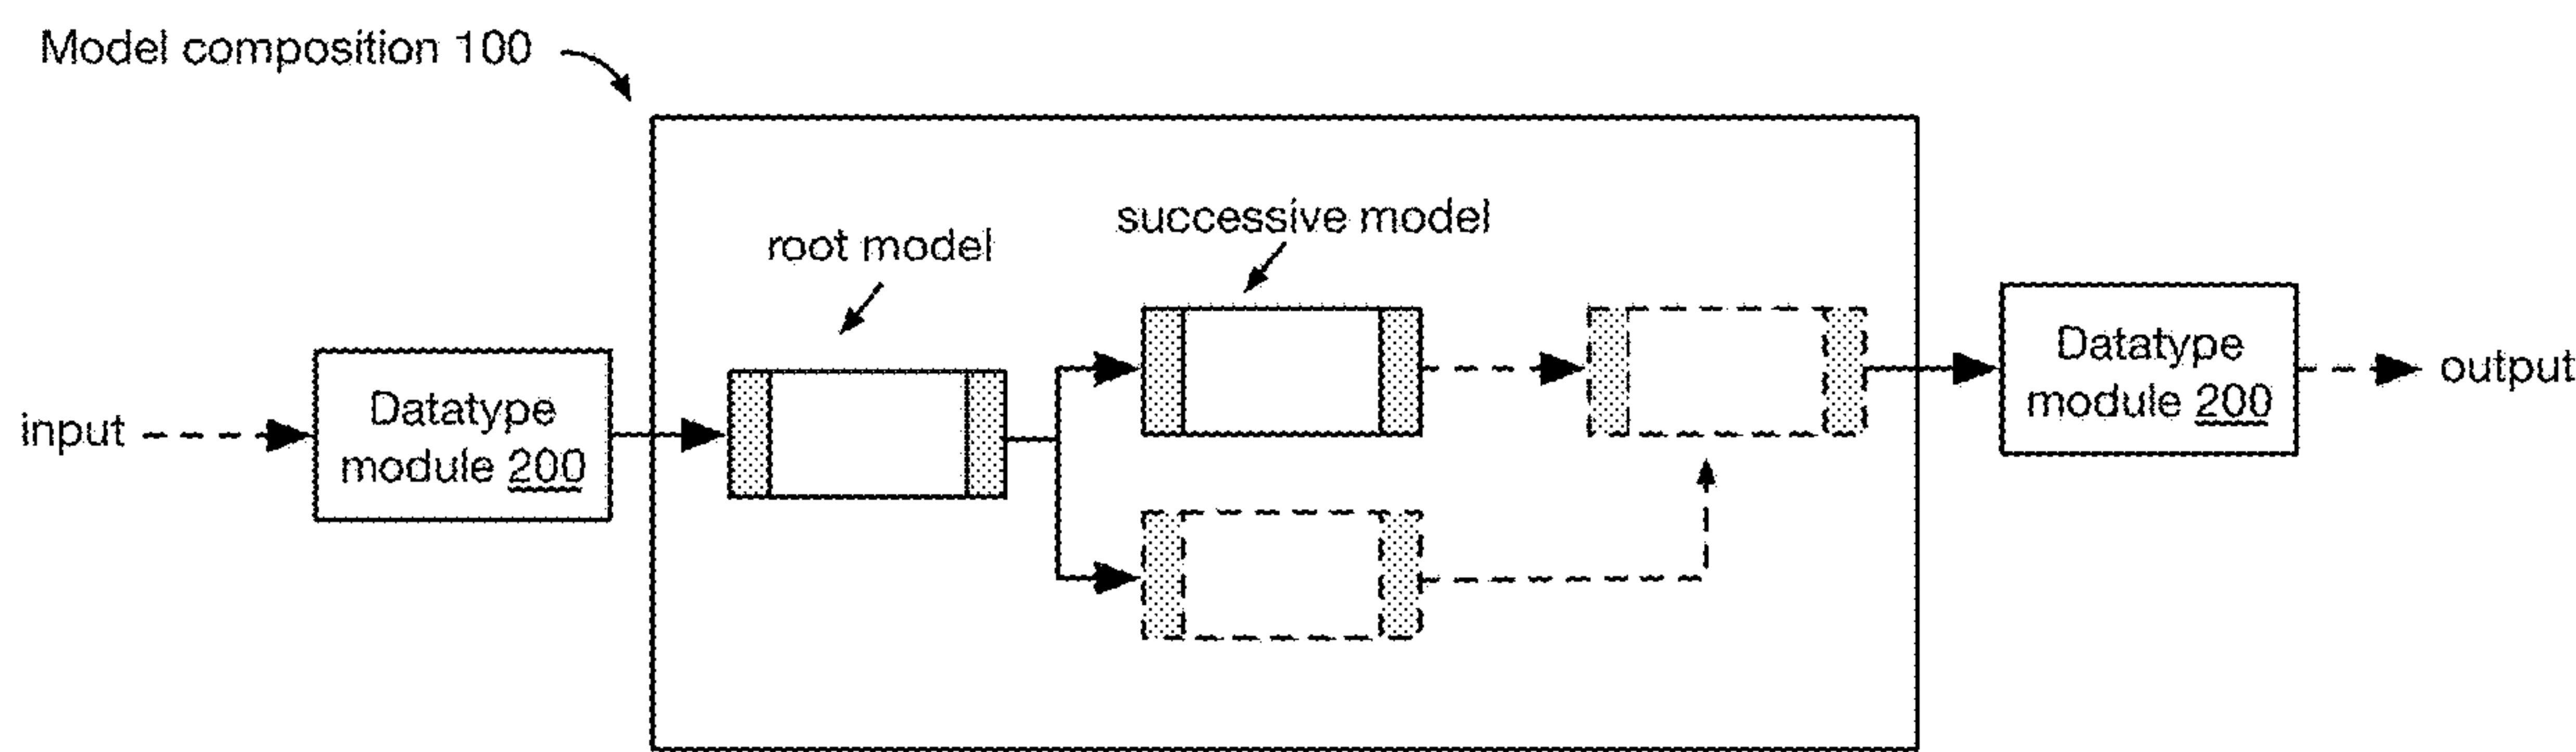 Model composition 100
root model
successive model
input
Datatype
module 200
Datatype
module 200
output